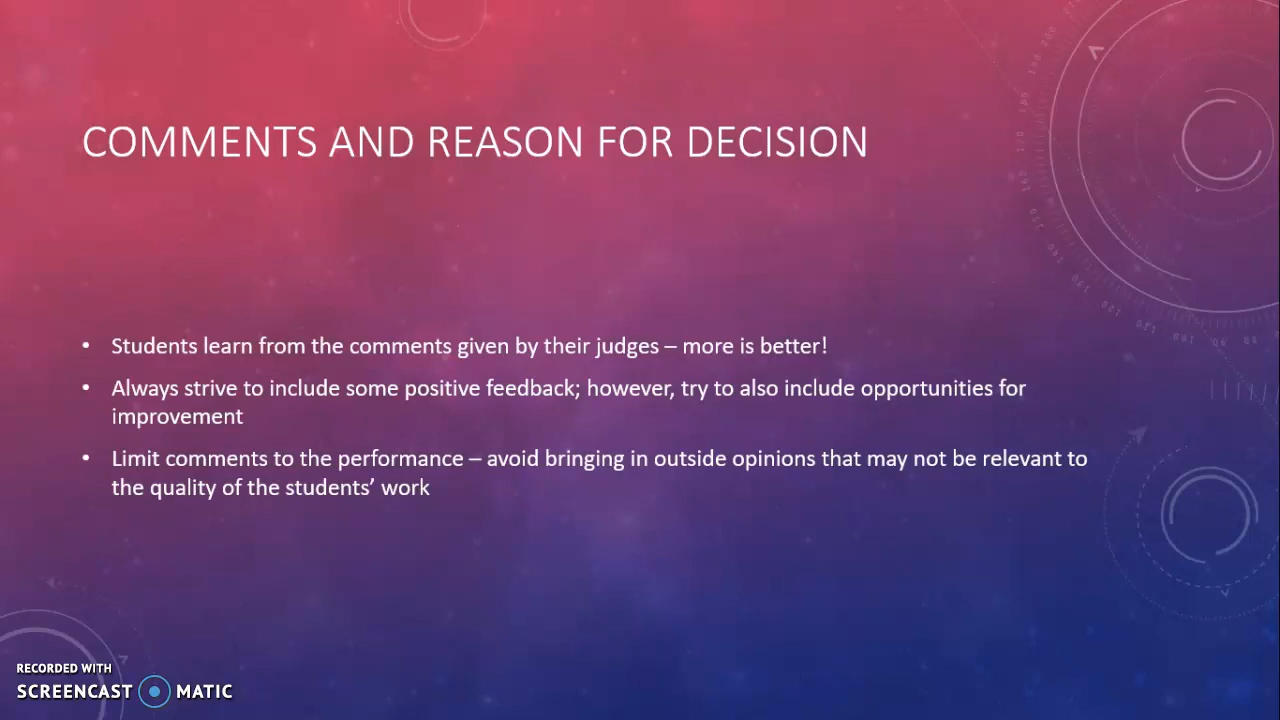 COMMENTS AND REASON FOR DECISION
• Students learn from the comments given by their judges – more is better!
• Always strive to include some positive feedback; however, try to also include opportunities for
improvement
• Limit comments to the performance – avoid bringing in outside opinions that may not be relevant to
the quality of the students’ work
RECORDED WITH
SCREENCAST MATIC